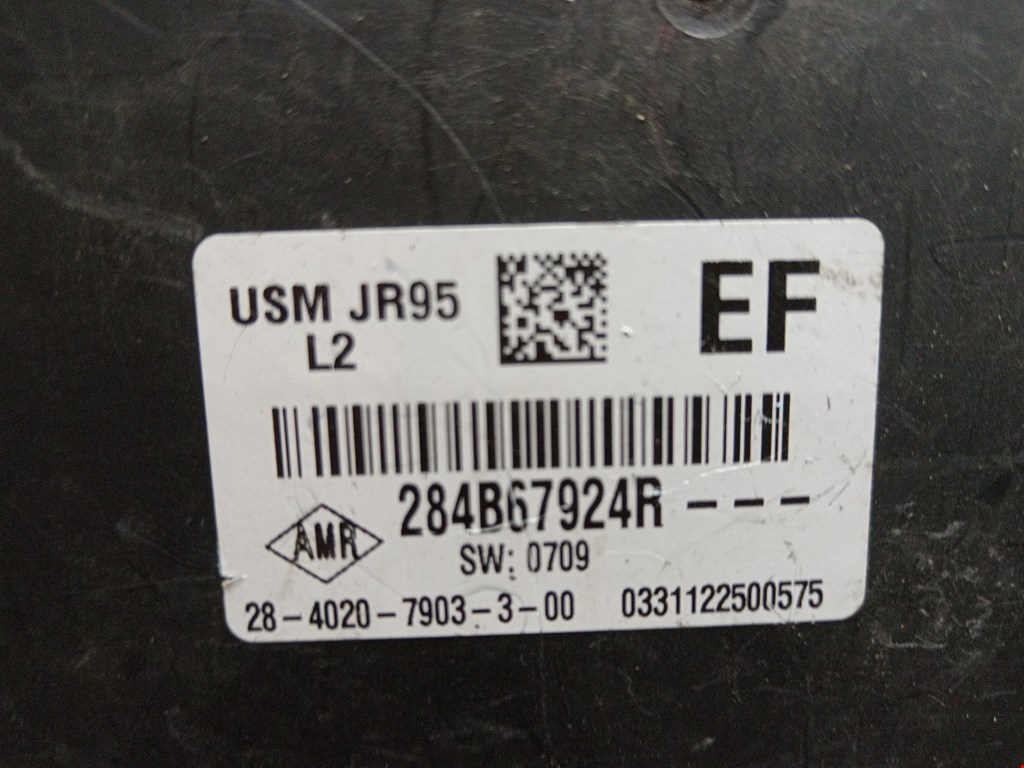 USM JR95
L2
EF
284B67924R - - -
AMR
SW: 0709
28-4020-7903-3-00 0331122500575